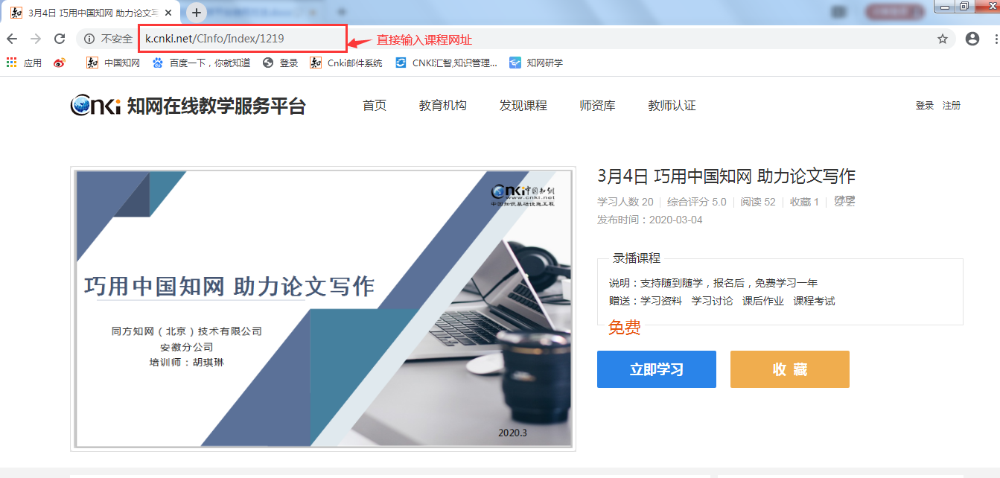 3月4日 巧用中国知网 助力论文写
不安全 k.cnki.net/CInfo/Index/1219 直接输入课程网址
应用 中国知网 百度一下，你就知道 登录 Cnki邮件系统 CNKI汇智,知识管理... 知网研学
Cnki 知网在线教学服务平台 首页 教育机构 发现课程 师资库 教师认证 登录 注册
3月4日 巧用中国知网 助力论文写作
学习人数 20 综合评分 5.0 阅读 52 收藏 1
发布时间：2020-03-04
录播课程
说明：支持随到随学，报名后，免费学习一年
赠送：学习资料 学习讨论 课后作业 课程考试
免费
立即学习 收 藏
Cnki 中国知网
www.cnki.net
中国知识基础设施工程
巧用中国知网 助力论文写作
同方知网（北京）技术有限公司
安徽分公司
培训师：胡琪琳
2020.3